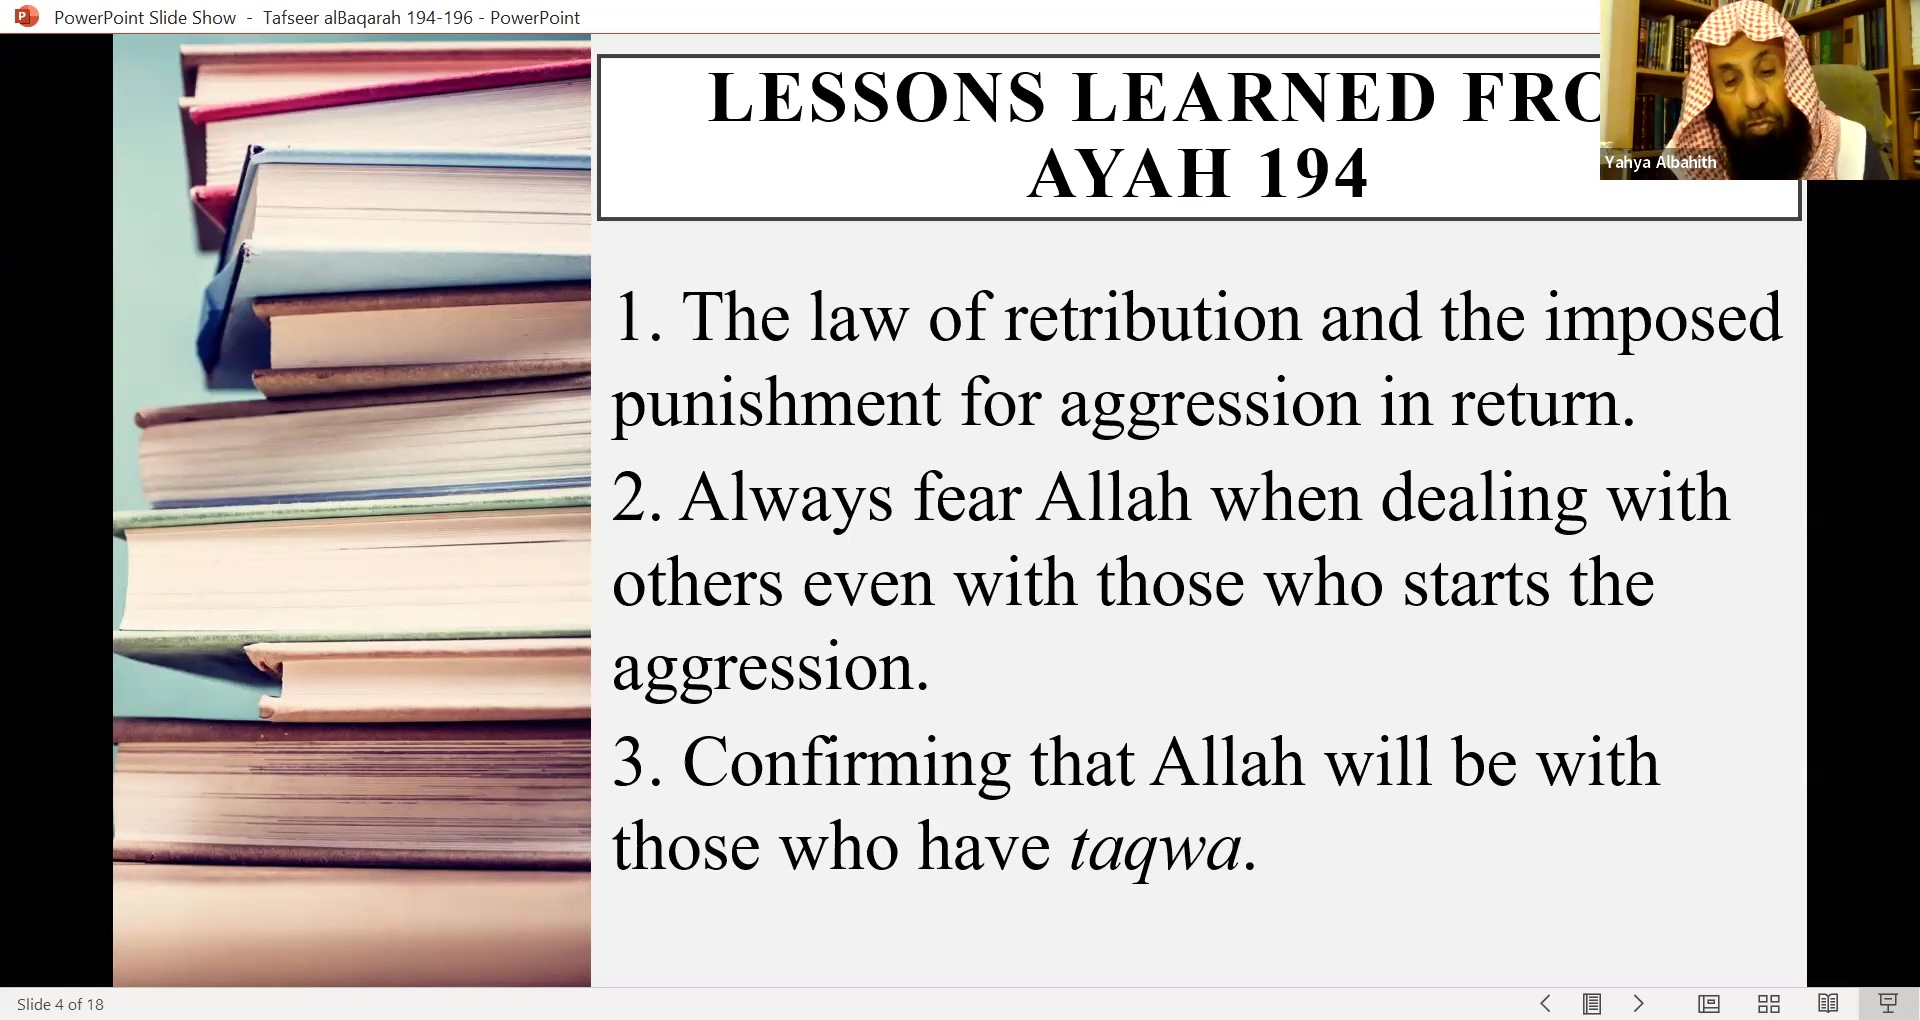 PowerPoint Slide Show - Tafseer alBaqarah 194-196 - PowerPoint
LESSONS LEARNED FRO
AYAH 194
Yahya Albahith
1. The law of retribution and the imposed
punishment for aggression in return.
2. Always fear Allah when dealing with
others even with those who starts the
aggression.
3. Confirming that Allah will be with
those who have taqwa.
Slide 4 of 18